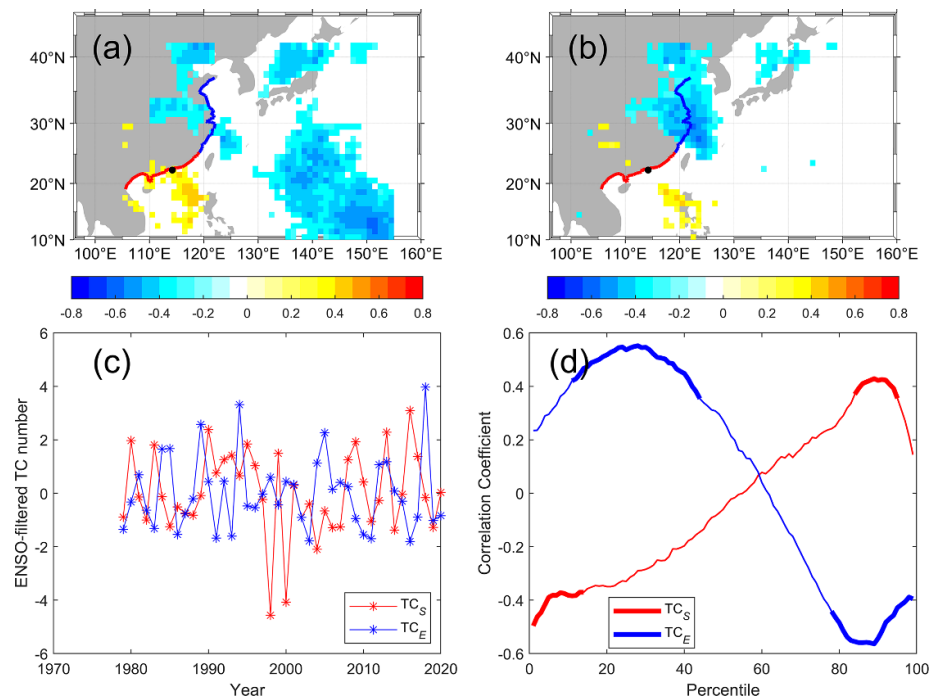 (a)
40°N
30°N
20°N
10°N
100°E 110°E 120°E 130°E 140°E 150°E 160°E
-0.8 -0.6 -0.4 -0.2 0 0.2 0.4 0.6 0.8
(b)
40°N
30°N
20°N
10°N
100°E 110°E 120°E 130°E 140°E 150°E 160°E
-0.8 -0.6 -0.4 -0.2 0 0.2 0.4 0.6 0.8
(c)
ENSO-filtered TC number
6
4
2
0
-2
-4
-6
1970 1980 1990 2000 2010 2020
Year
TC_S
TC_E
(d)
Correlation Coefficient
0.6
0.4
0.2
0
-0.2
-0.4
-0.6
0 20 40 60 80 100
Percentile
TC_S
TC_E